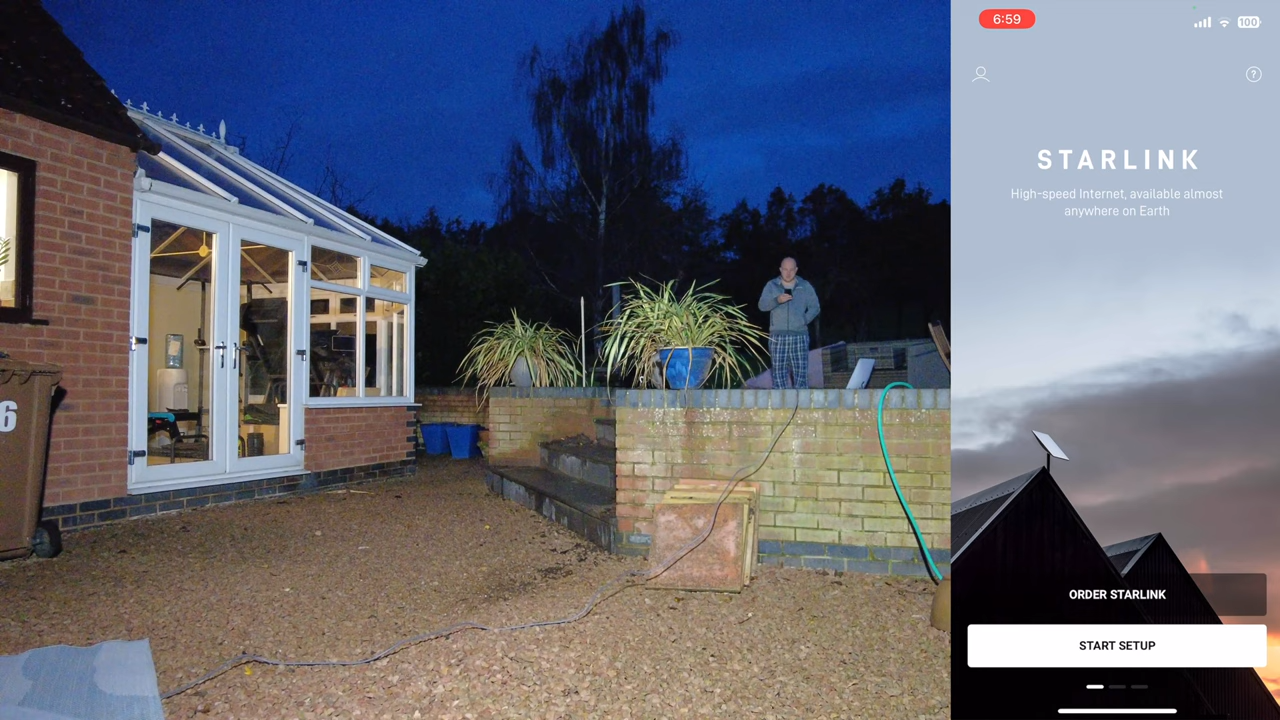 6
6:59
100
?
STARLINK
High-speed Internet, available almost
anywhere on Earth
ORDER STARLINK
START SETUP